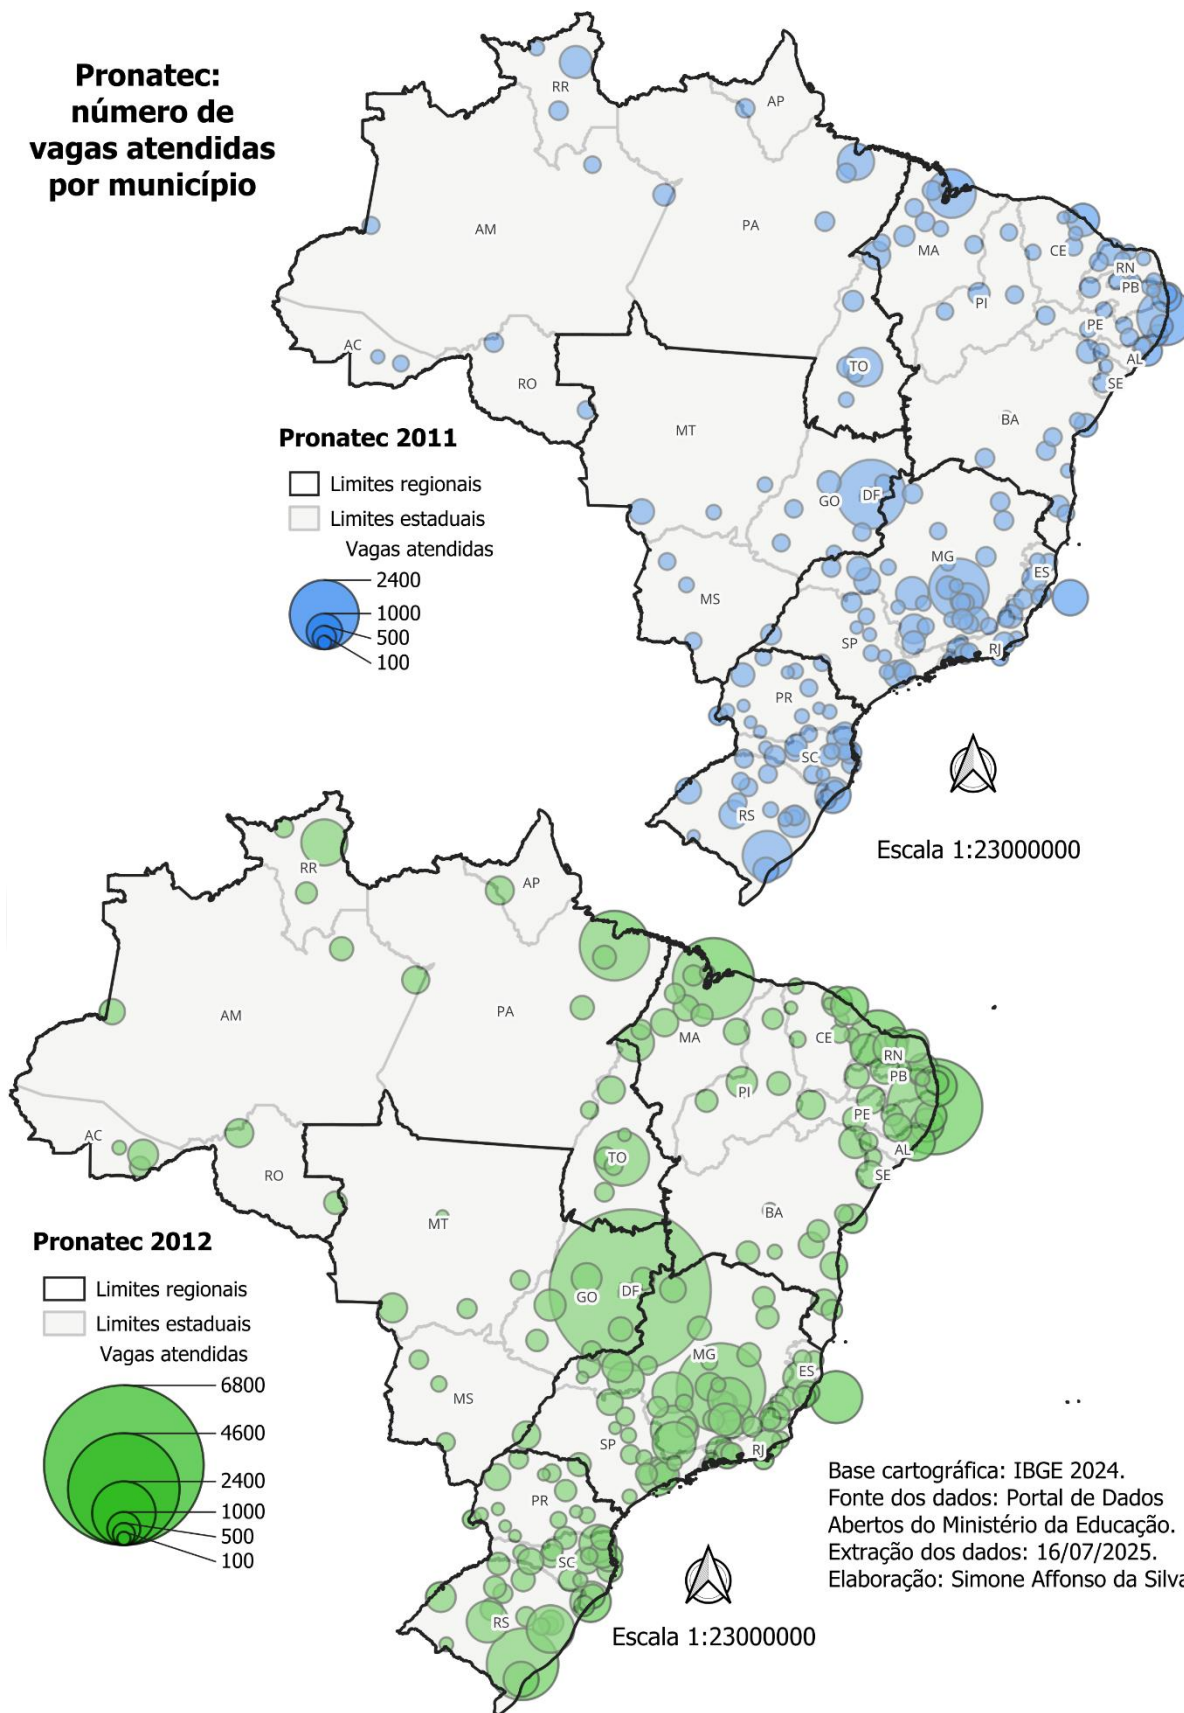 Pronatec:
número de
vagas atendidas
por município
RR
AP
AM
PA
MA
CE
RN
PB
PI
PE
AL
SE
AC
RO
TO
BA
MT
GO
DF
MG
ES
MS
SP
RJ
PR
SC
RS
Pronatec 2011
Limites regionais
Limites estaduais
Vagas atendidas
2400
1000
500
100
Escala 1:23000000
RR
AP
AM
PA
MA
CE
RN
PB
PI
PE
AL
SE
AC
RO
TO
BA
MT
GO
DF
MG
ES
MS
SP
RJ
PR
SC
RS
Pronatec 2012
Limites regionais
Limites estaduais
Vagas atendidas
6800
4600
2400
1000
500
100
Escala 1:23000000
Base cartográfica: IBGE 2024.
Fonte dos dados: Portal de Dados
Abertos do Ministério da Educação.
Extração dos dados: 16/07/2025.
Elaboração: Simone Affonso da Silva